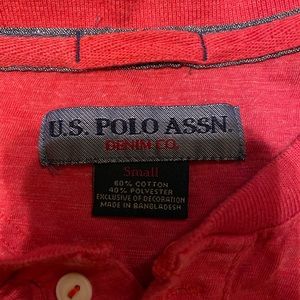 U.S. POLO ASSN.
DENIM CO.
Small
60% COTTON
40% POLYESTER
EXCLUSIVE OF DECORATION
MADE IN BANGLADESH